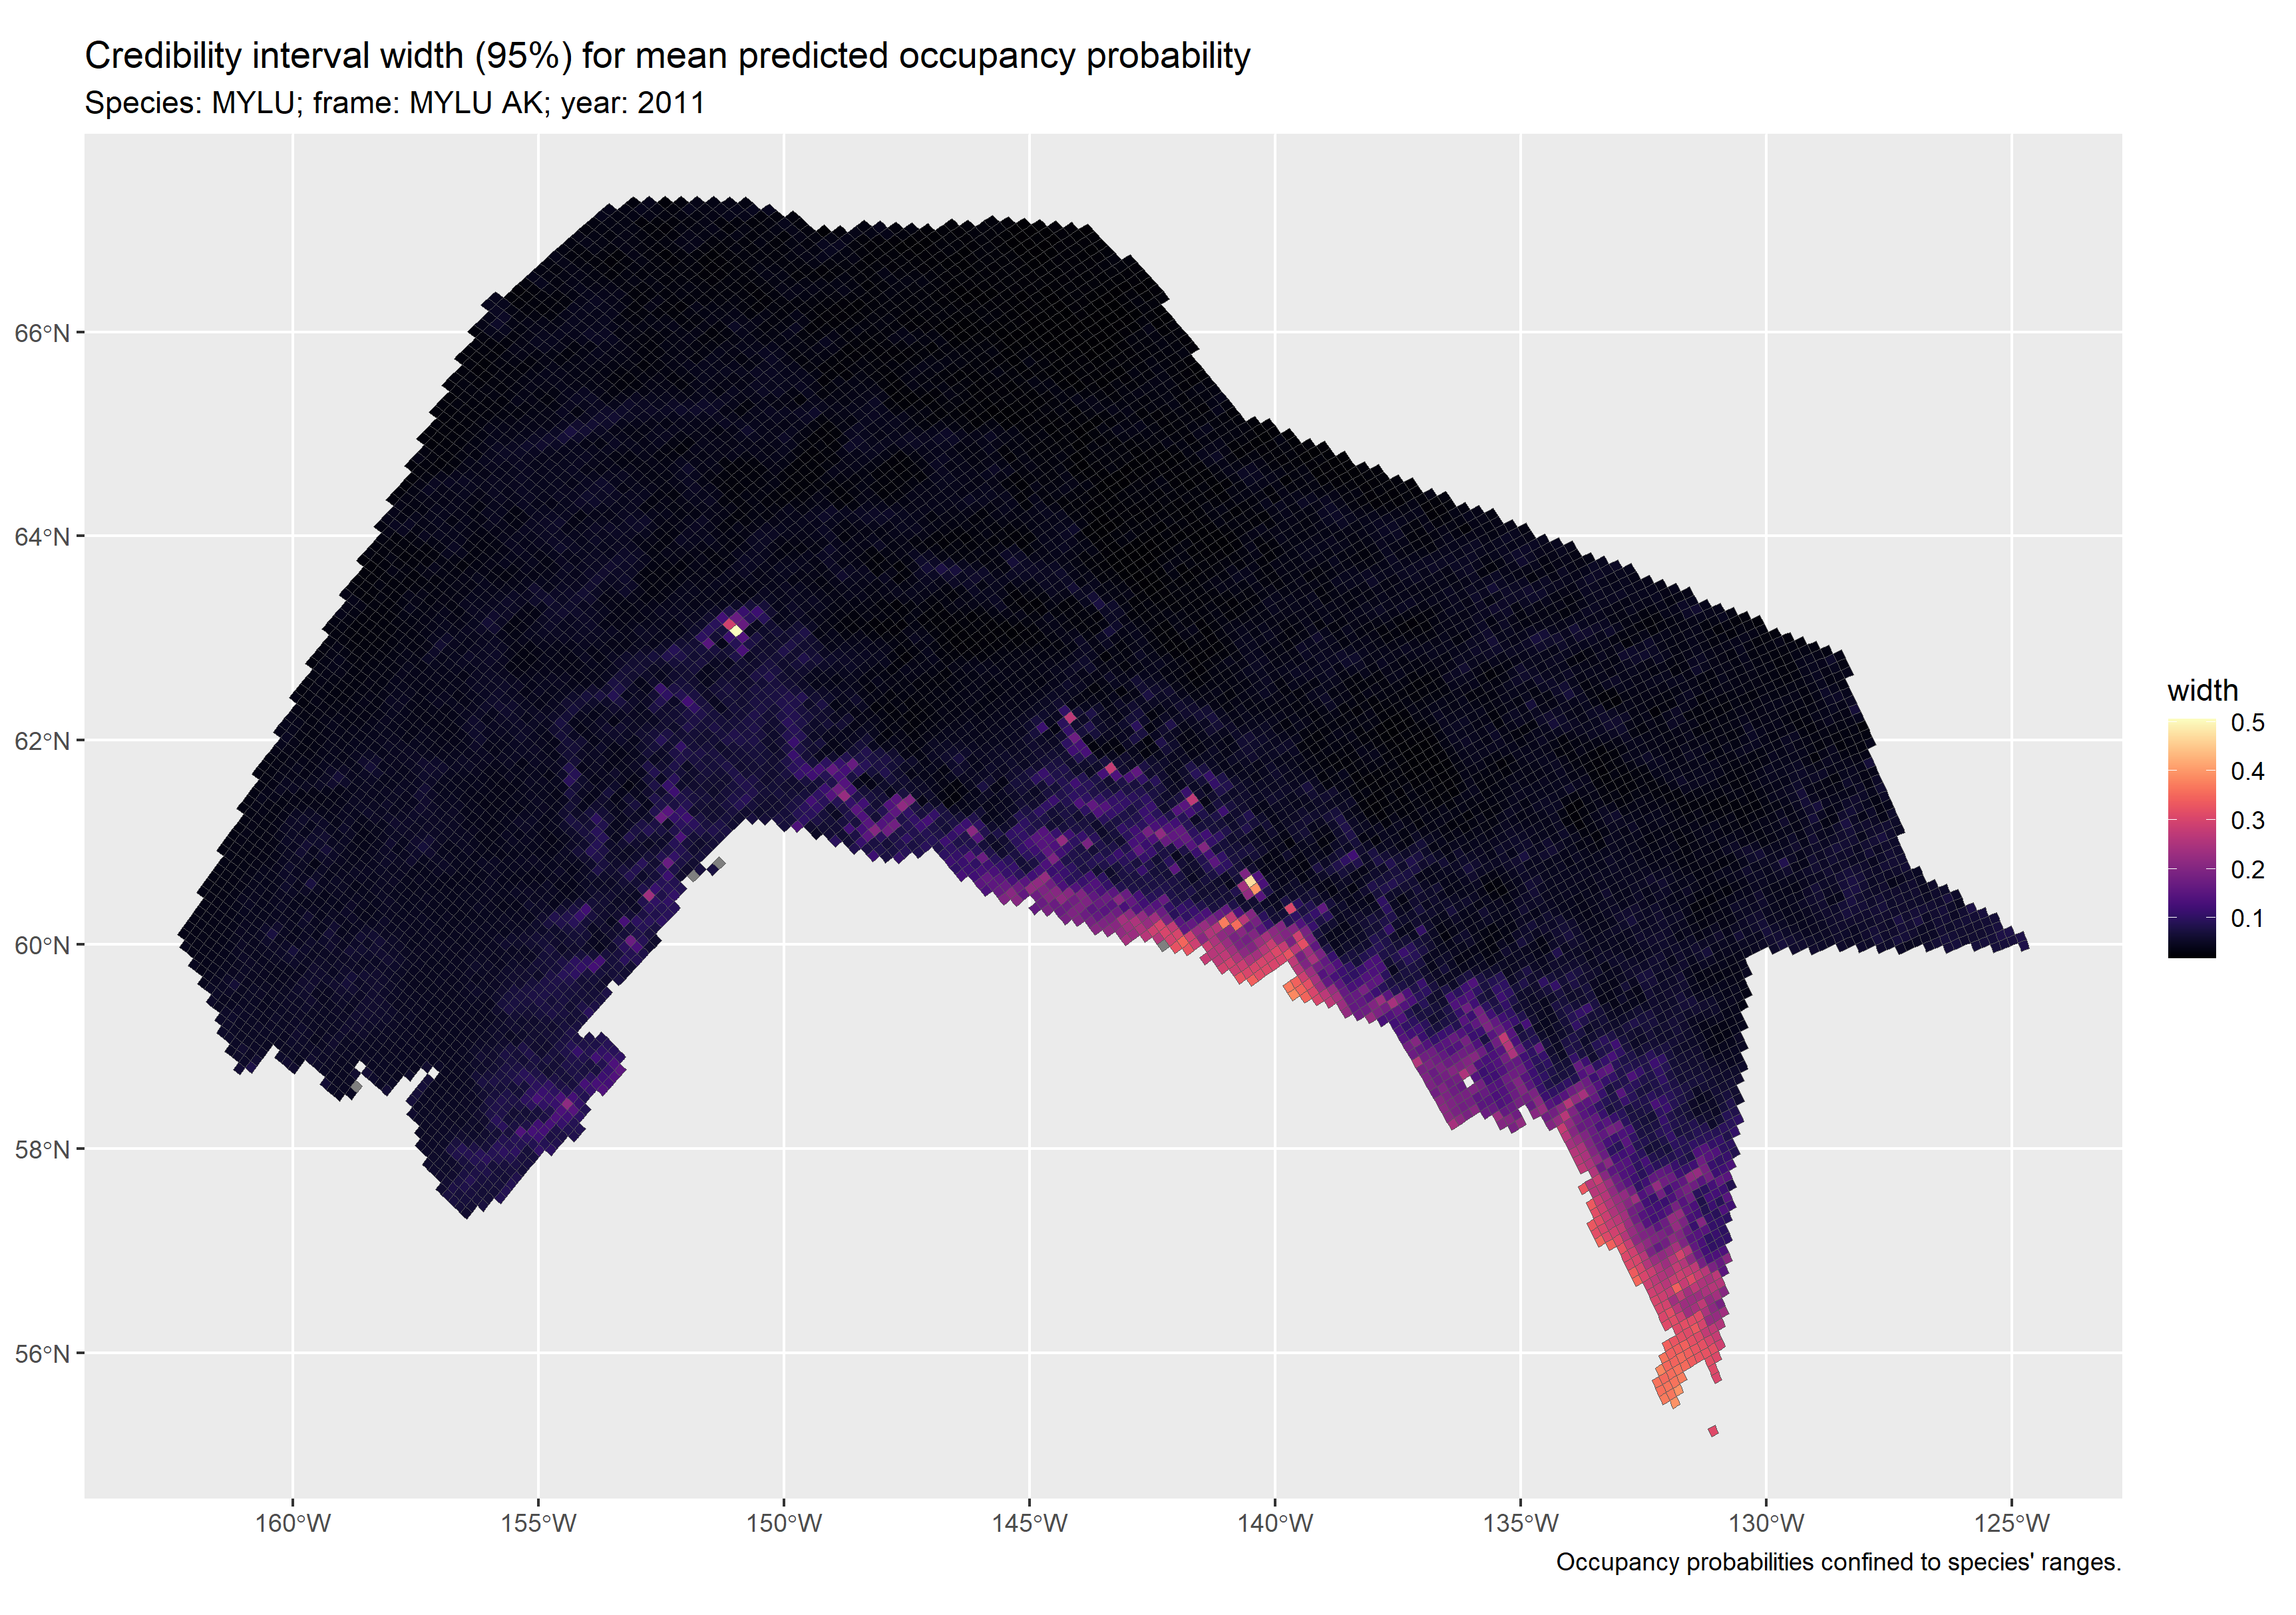 Credibility interval width (95%) for mean predicted occupancy probability
Species: MYLU; frame: MYLU AK; year: 2011
66°N
64°N
62°N
60°N
58°N
56°N
160°W
155°W
150°W
145°W
140°W
135°W
130°W
125°W
width
0.5
0.4
0.3
0.2
0.1
Occupancy probabilities confined to species' ranges.